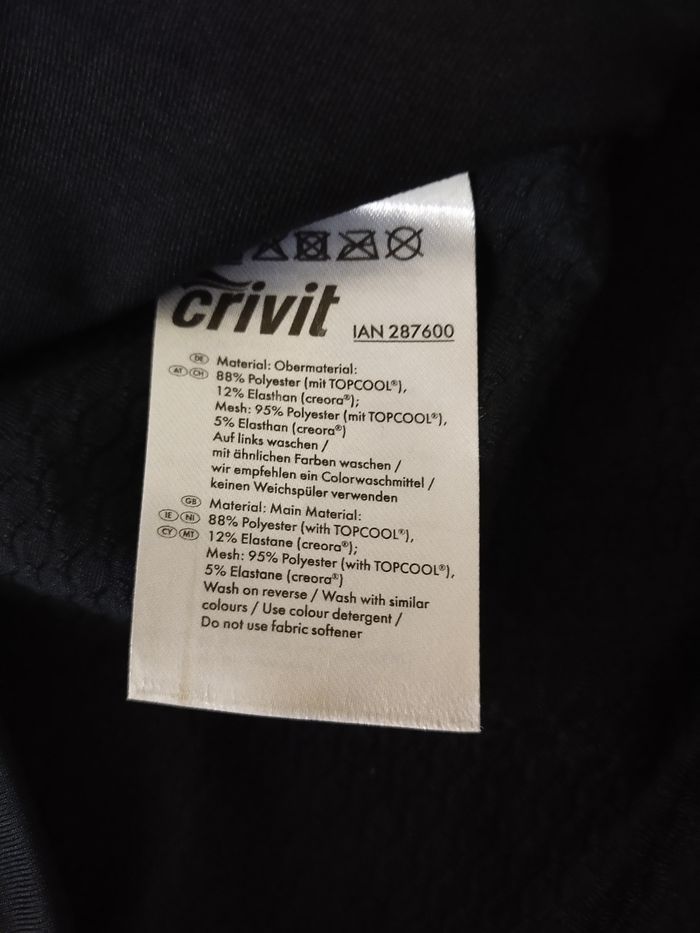 crivit
IAN 287600
DE Material: Obermaterial:
AT CH 88% Polyester (mit TOPCOOL®),
12% Elasthan (creora®);
Mesh: 95% Polyester (mit TOPCOOL®),
5% Elasthan (creora®)
Auf links waschen /
mit ähnlichen Farben waschen /
wir empfehlen ein Colorwaschmittel /
keinen Weichspüler verwenden
GB Material: Main Material:
IE NI 88% Polyester (with TOPCOOL®),
CY MT 12% Elastane (creora®);
Mesh: 95% Polyester (with TOPCOOL®),
5% Elastane (creora®)
Wash on reverse / Wash with similar
colours / Use colour detergent /
Do not use fabric softener